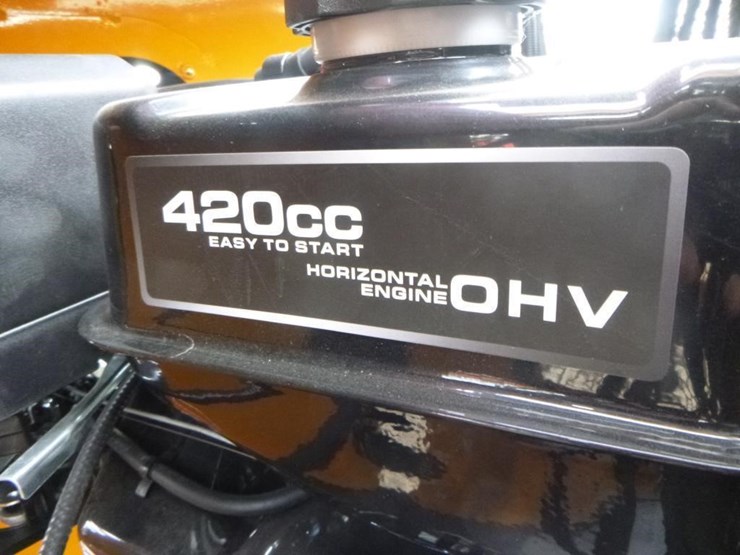 420cc
EASY TO START
HORIZONTAL
ENGINE OHV